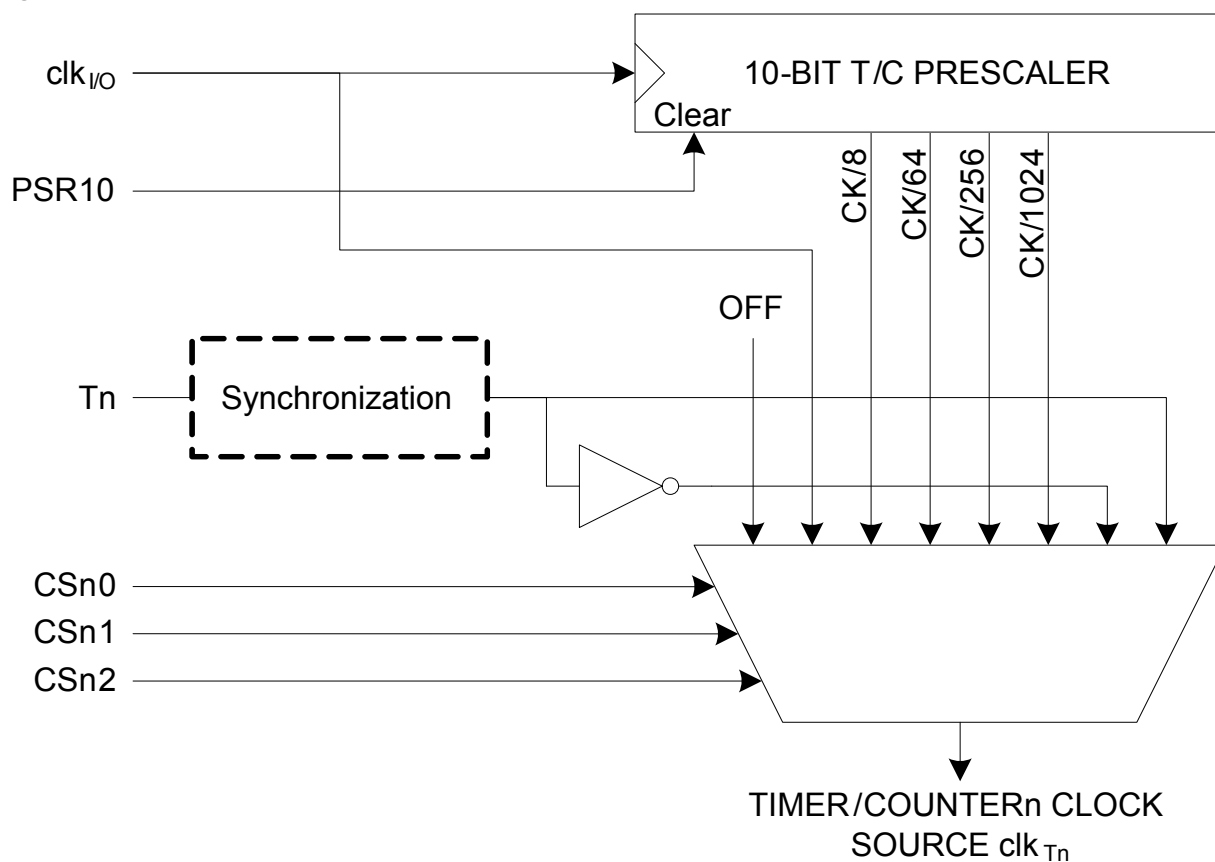 clkI/O
10-BIT T/C PRESCALER
Clear
PSR10
CK/8
CK/64
CK/256
CK/1024
OFF
Tn
Synchronization
CSn0
CSn1
CSn2
TIMER/COUNTERn CLOCK
SOURCE clkTn